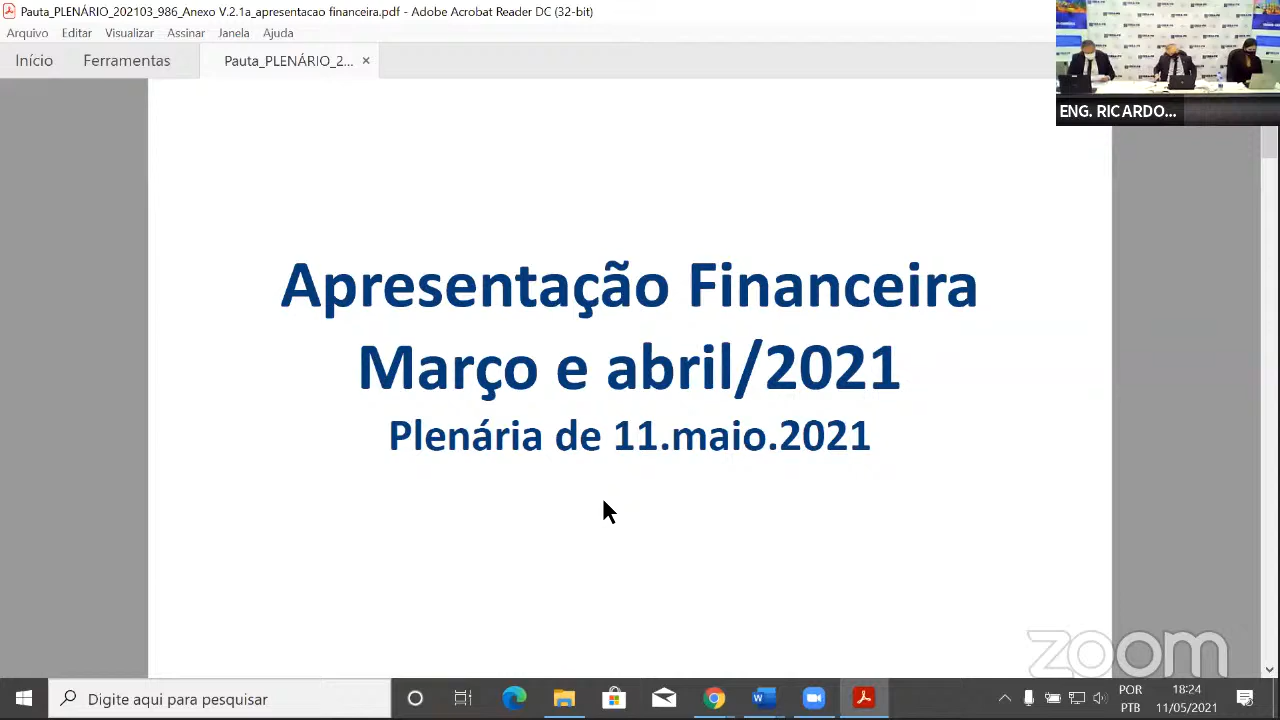 Pauta_PLENÁRIO_202103_986_Anexo V.2.1a_apresentacao financeira.pdf - Adobe Acrobat Reader DC (32-bit)
Arquivo Editar Visualizar Assinar Janela Ajuda
Início Ferramentas Pauta_PLENÁRIO_2... ×
ENG. RICARDO...
Apresentação Financeira
Março e abril/2021
Plenária de 11.maio.2021
zoom
Digite aqui para pesquisar
POR
PTB
18:24
11/05/2021